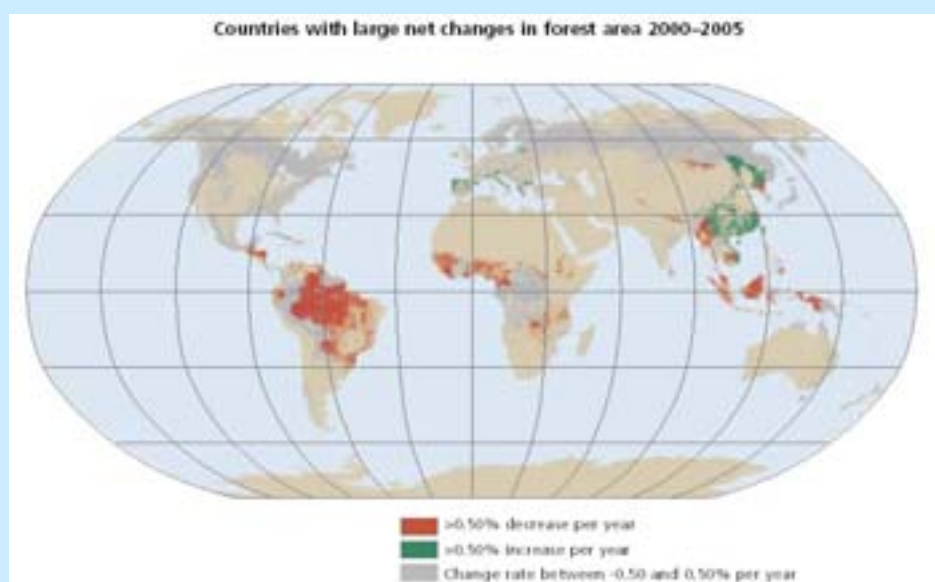 Countries with large net changes in forest area 2000–2005
>0.50% decrease per year
>0.50% increase per year
Change rate between -0.50 and 0.50% per year